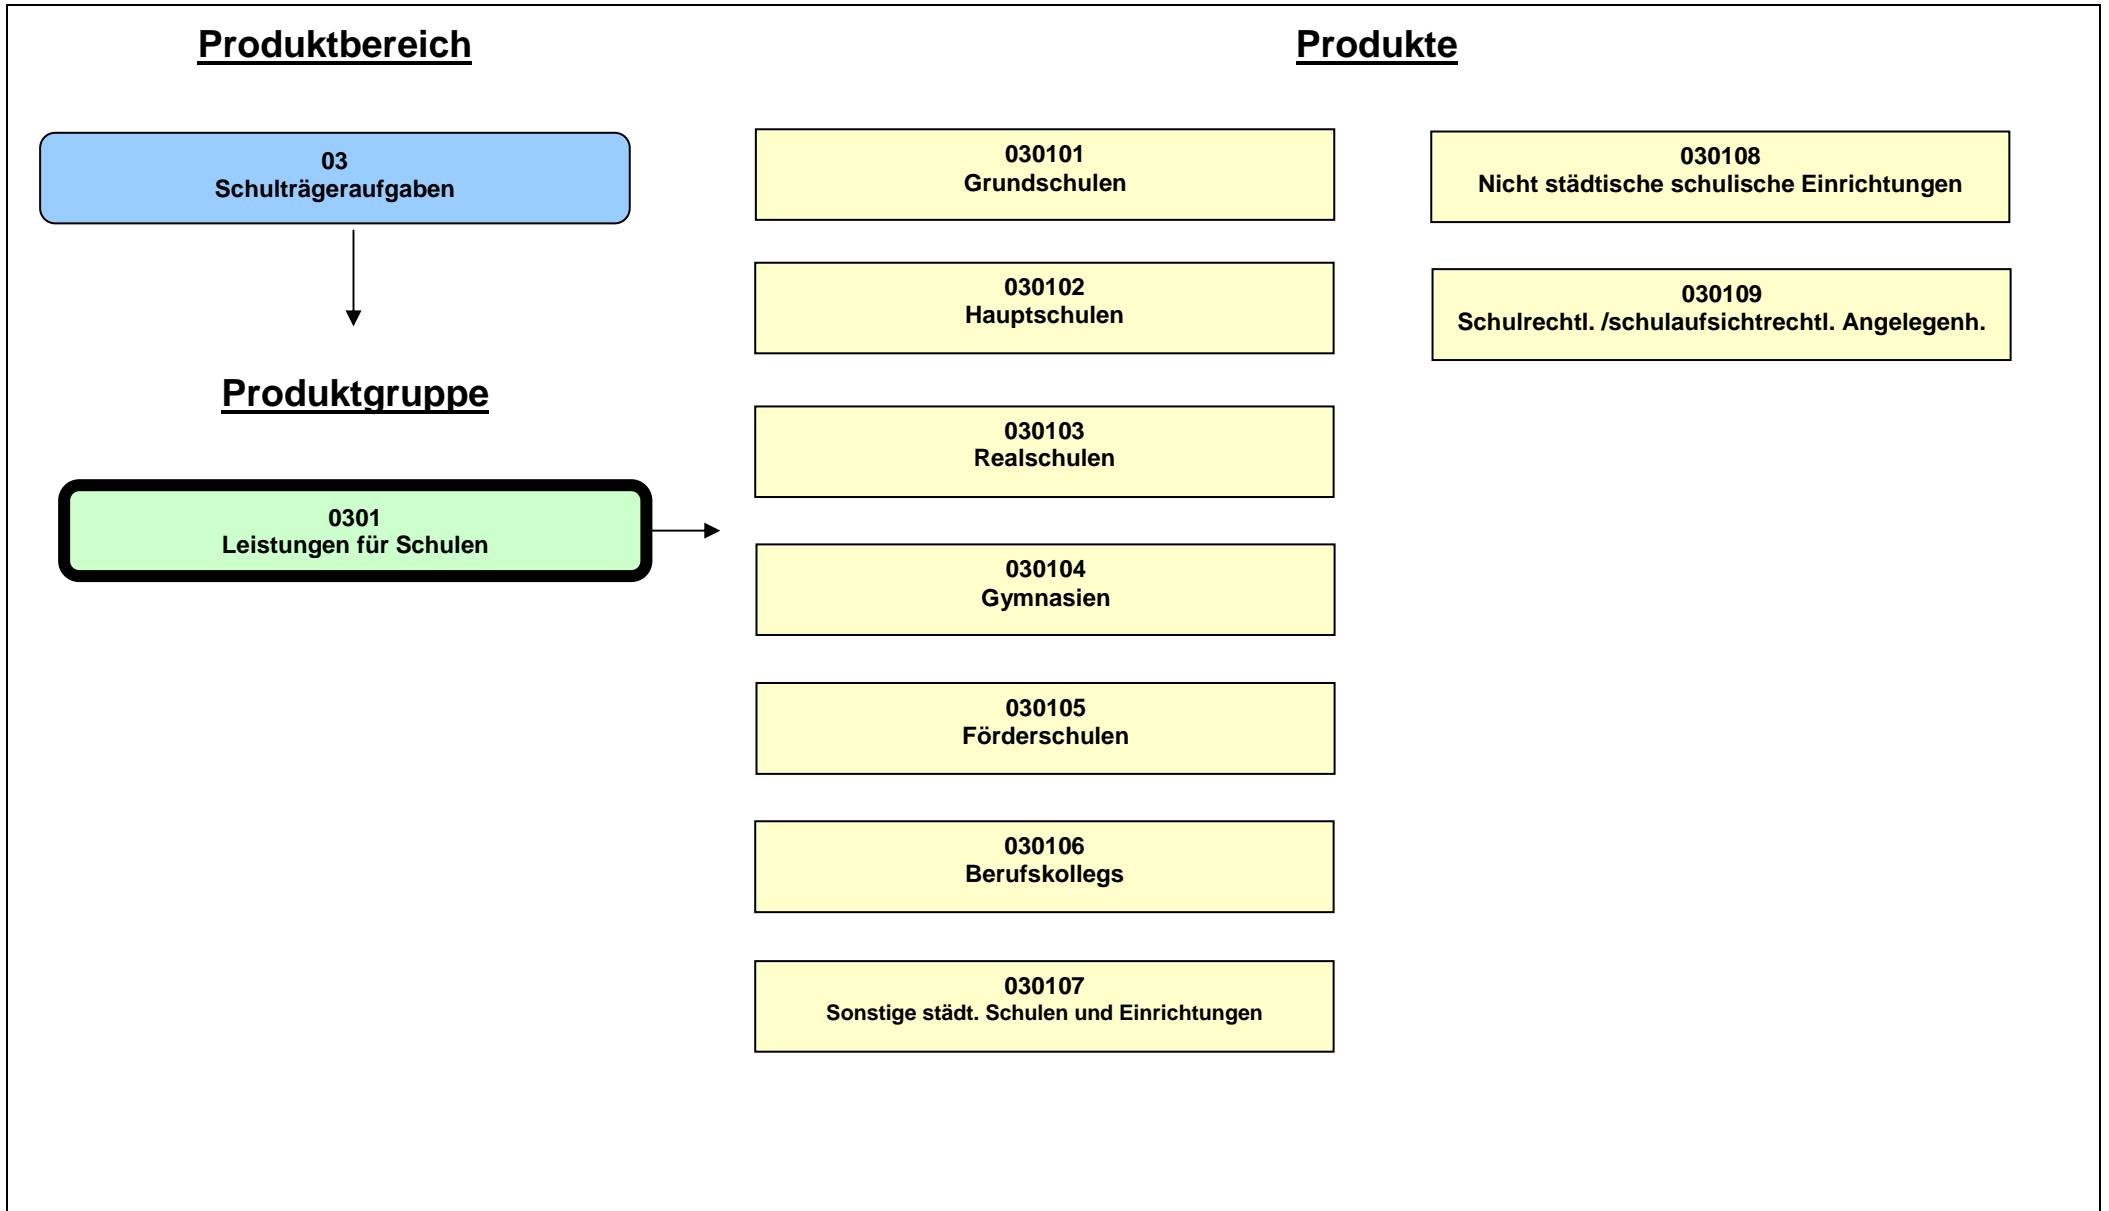 Produktbereich
Produkte
03
Schulträgeraufgaben
Produktgruppe
0301
Leistungen für Schulen
030101
Grundschulen
030102
Hauptschulen
030103
Realschulen
030104
Gymnasien
030105
Förderschulen
030106
Berufskollegs
030107
Sonstige städt. Schulen und Einrichtungen
030108
Nicht städtische schulische Einrichtungen
030109
Schulrechtl. /schulaufsichtrechtl. Angelegenh.